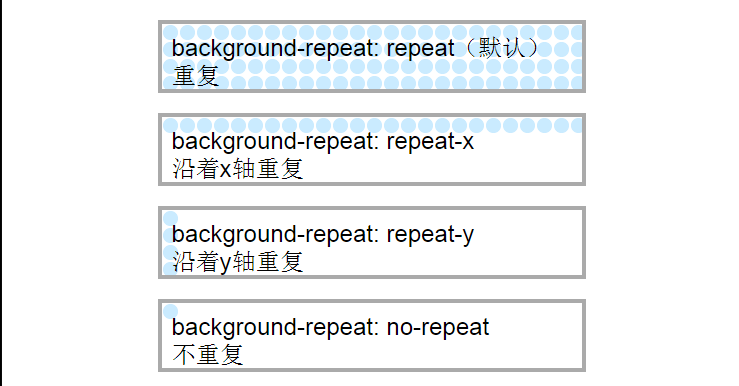 background-repeat: repeat（默认）
重复
background-repeat: repeat-x
沿着x轴重复
background-repeat: repeat-y
沿着y轴重复
background-repeat: no-repeat
不重复